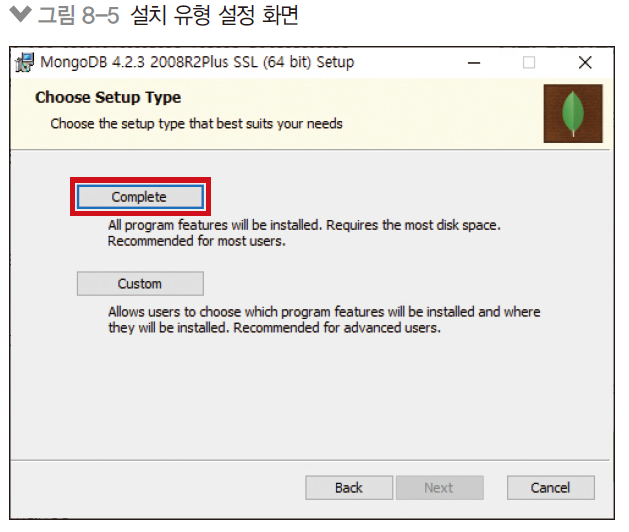 그림 8-5 설치 유형 설정 화면
MongoDB 4.2.3 2008R2Plus SSL (64 bit) Setup
Choose Setup Type
Choose the setup type that best suits your needs
Complete
All program features will be installed. Requires the most disk space.
Recommended for most users.
Custom
Allows users to choose which program features will be installed and where
they will be installed. Recommended for advanced users.
Back Next Cancel